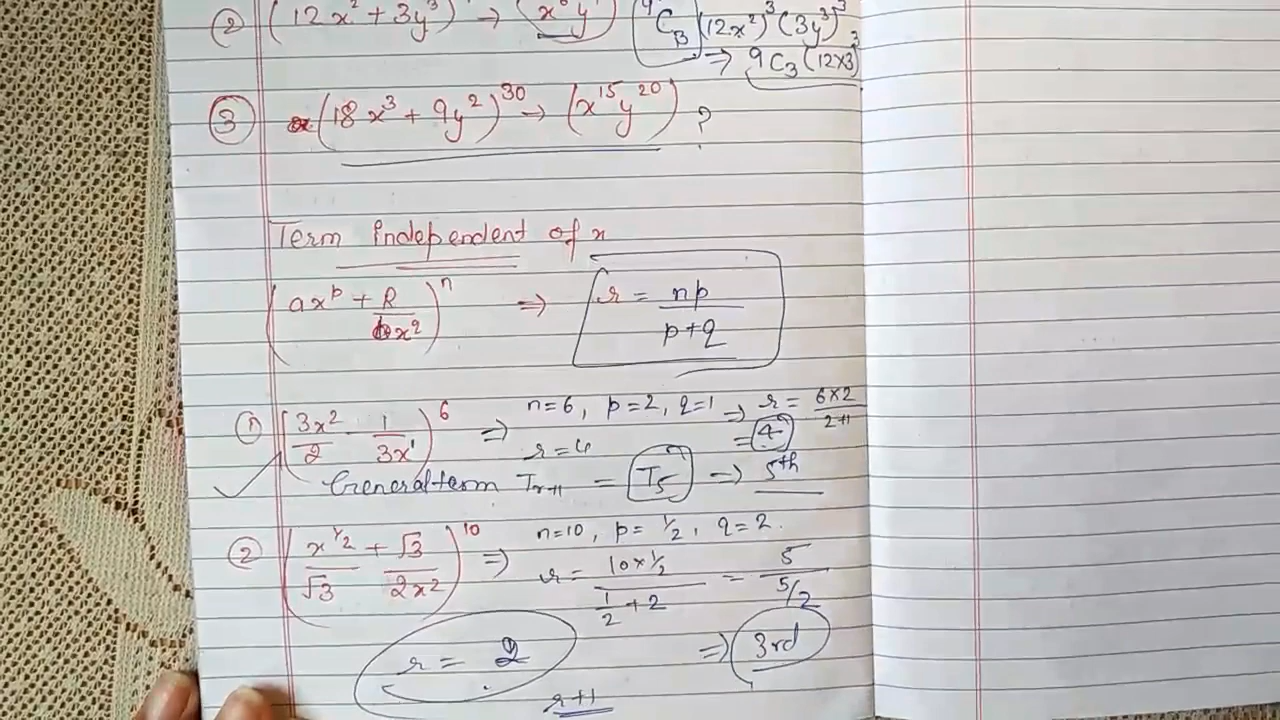 ② (12x² + 3y³) → (x⁶y⁹) ⁹C₃ (12x²)³ (3y³)³
⇒ 9C₃ (12×3)³
③ (18x³ + 9y²)³⁰ → (x¹⁵y²⁰) ?
Term independent of x
(axᵖ + R/x²)ⁿ ⇒ r = np/p+q
① (3x²/2 - 1/3x¹)⁶ ⇒ n=6, p=2, q=1 ⇒ r = 6×2/2+1
r=4 = 4
General term Tᵣ₊₁ = T₅ ⇒ 5th
② (x^½/√3 + √3/2x²)¹⁰ ⇒ n=10, p=½, q=2.
r = 10×½/½+2 = 5/5/2
r = 2 ⇒ 3rd
r+1